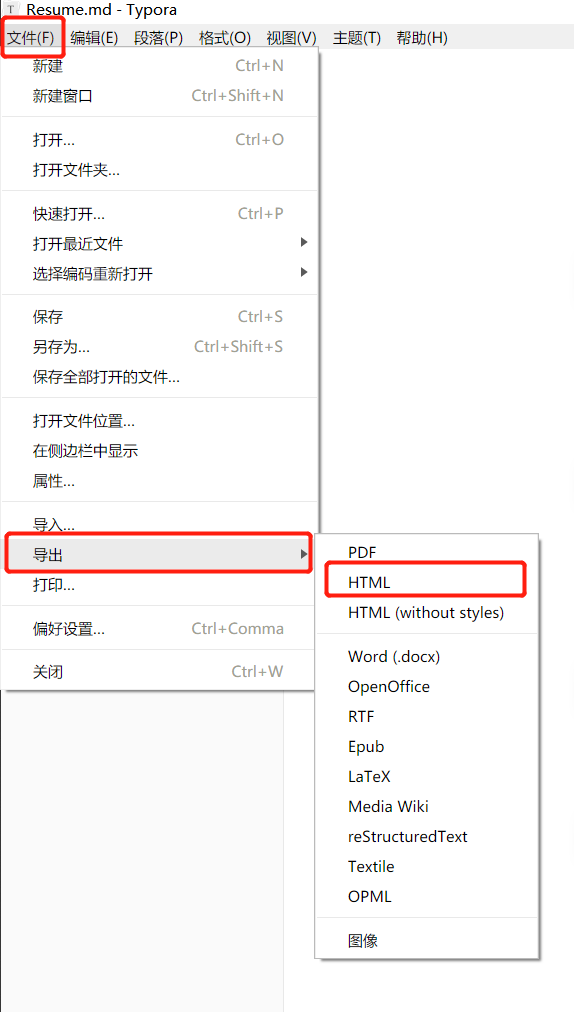 T Resume.md - Typora
文件(F) 编辑(E) 段落(P) 格式(O) 视图(V) 主题(T) 帮助(H)
新建 Ctrl+N
新建窗口 Ctrl+Shift+N
打开... Ctrl+O
打开文件夹...
快速打开... Ctrl+P
打开最近文件
选择编码重新打开
保存 Ctrl+S
另存为... Ctrl+Shift+S
保存全部打开的文件...
打开文件位置...
在侧边栏中显示
属性...
导入...
导出
打印...
偏好设置... Ctrl+Comma
关闭 Ctrl+W
PDF
HTML
HTML (without styles)
Word (.docx)
OpenOffice
RTF
Epub
LaTeX
Media Wiki
reStructuredText
Textile
OPML
图像